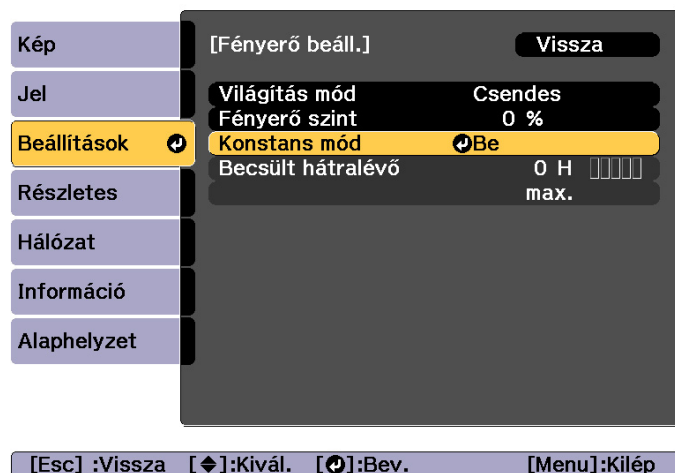 Kép
Jel
Beállítások
Részletes
Hálózat
Információ
Alaphelyzet
[Fényerő beáll.] Vissza
Világítás mód Csendes
Fényerő szint 0 %
Konstans mód Be
Becsült hátralévő 0 H
max.
[Esc] :Vissza [◆]:Kivál. [↲]:Bev. [Menu]:Kilép